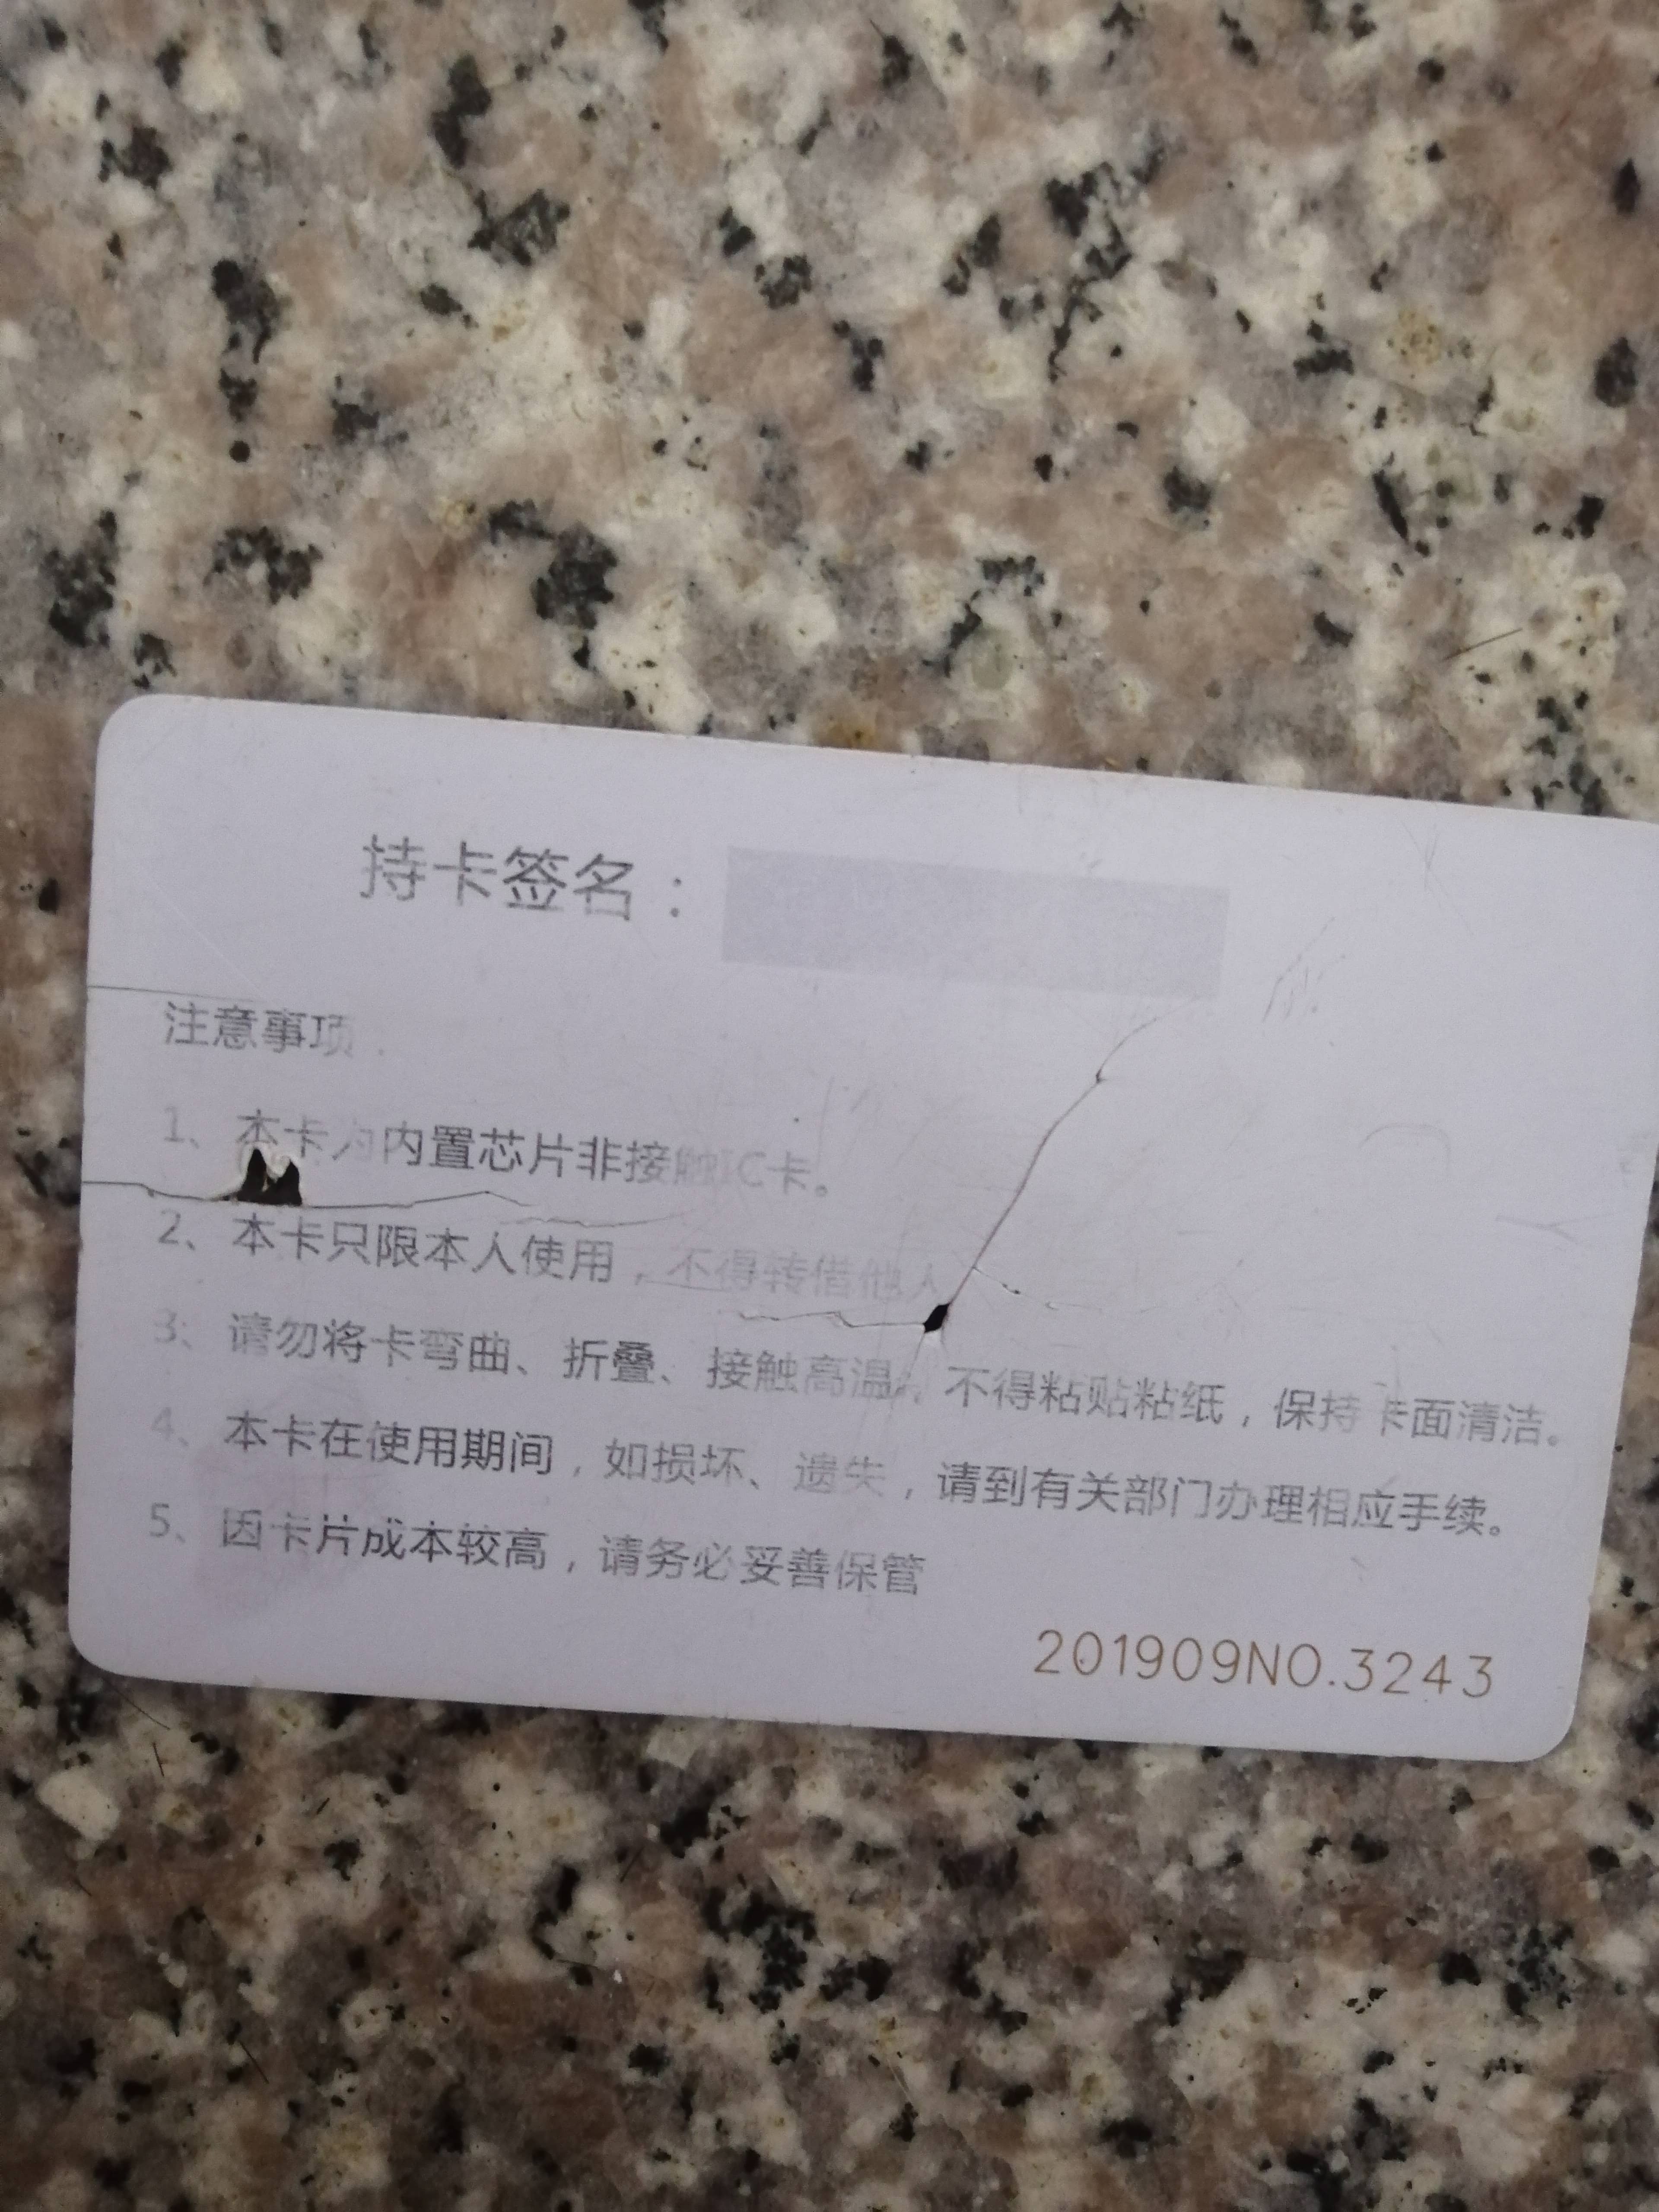 持卡签名：
注意事项：
1、本卡为内置芯片非接触IC卡。
2、本卡只限本人使用，不得转借他人
3、请勿将卡弯曲、折叠、接触高温，不得粘贴粘纸，保持卡面清洁。
4、本卡在使用期间，如损坏、遗失，请到有关部门办理相应手续。
5、因卡片成本较高，请务必妥善保管
201909NO.3243